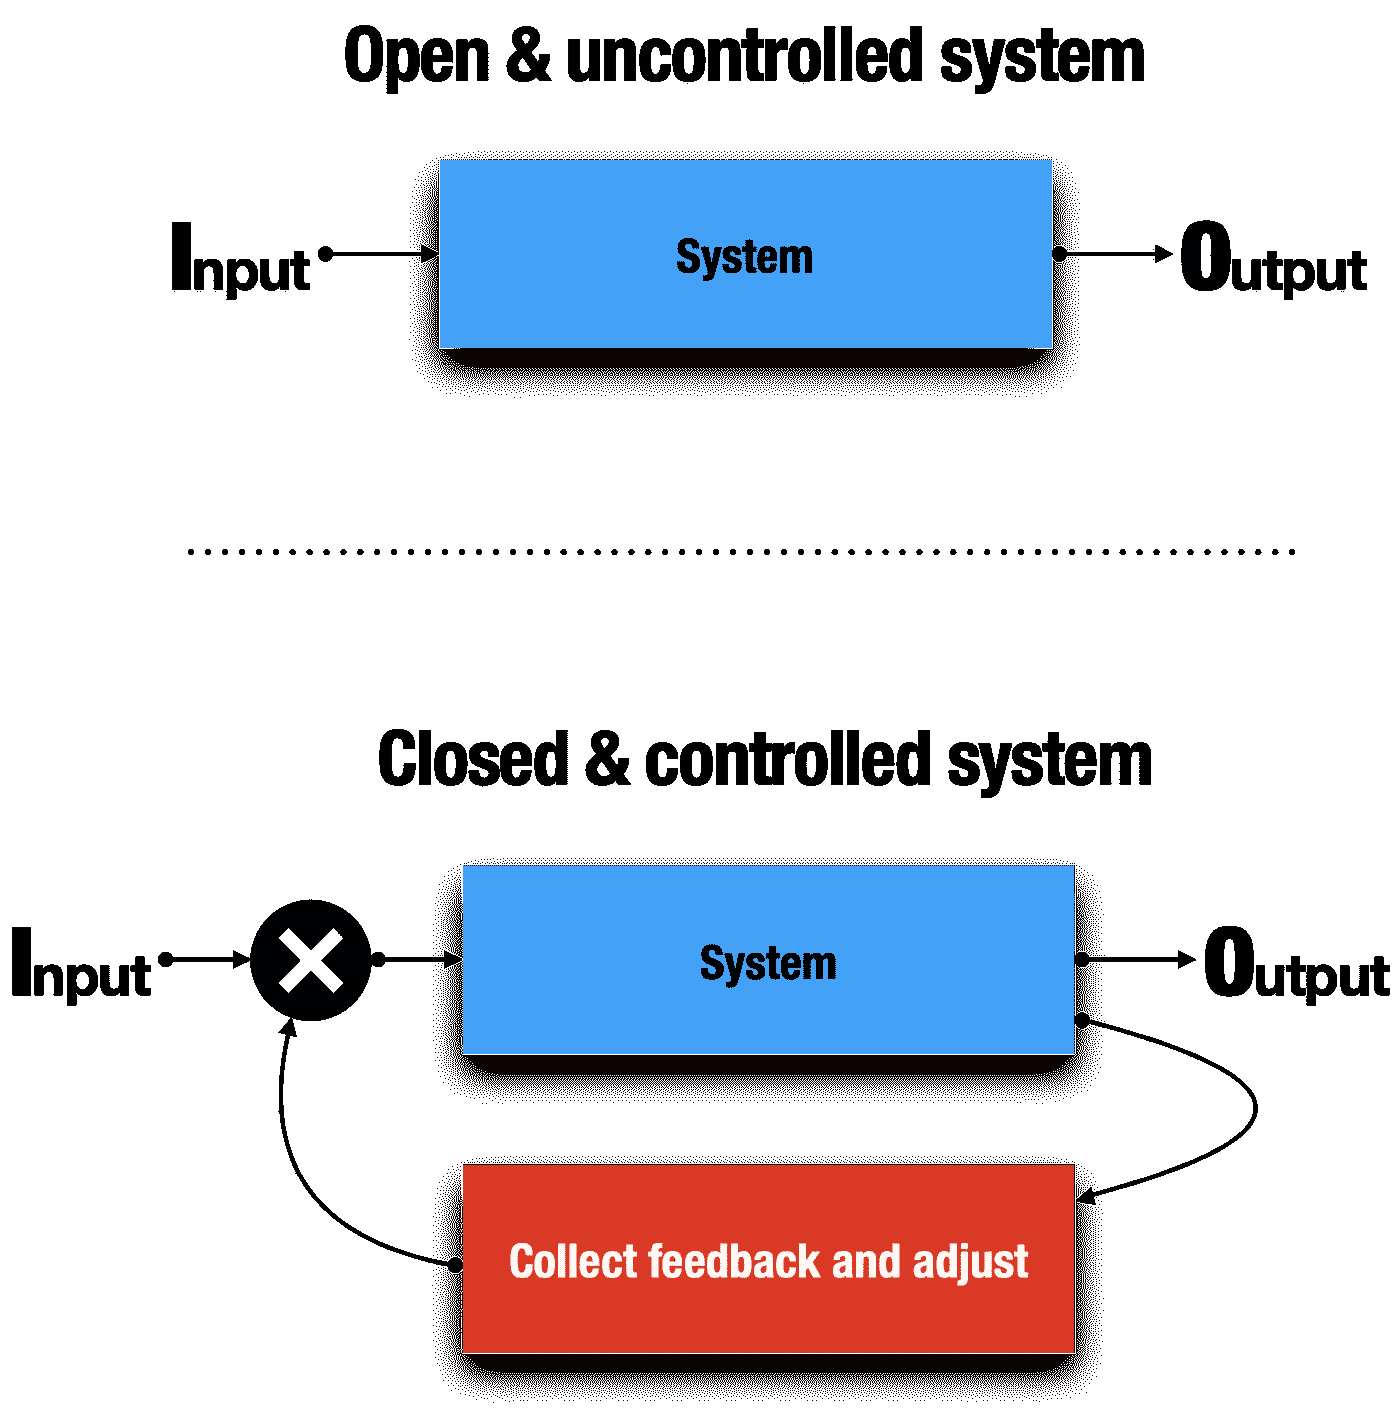 Open & uncontrolled system
Input
System
Output
Closed & controlled system
Input
System
Output
Collect feedback and adjust